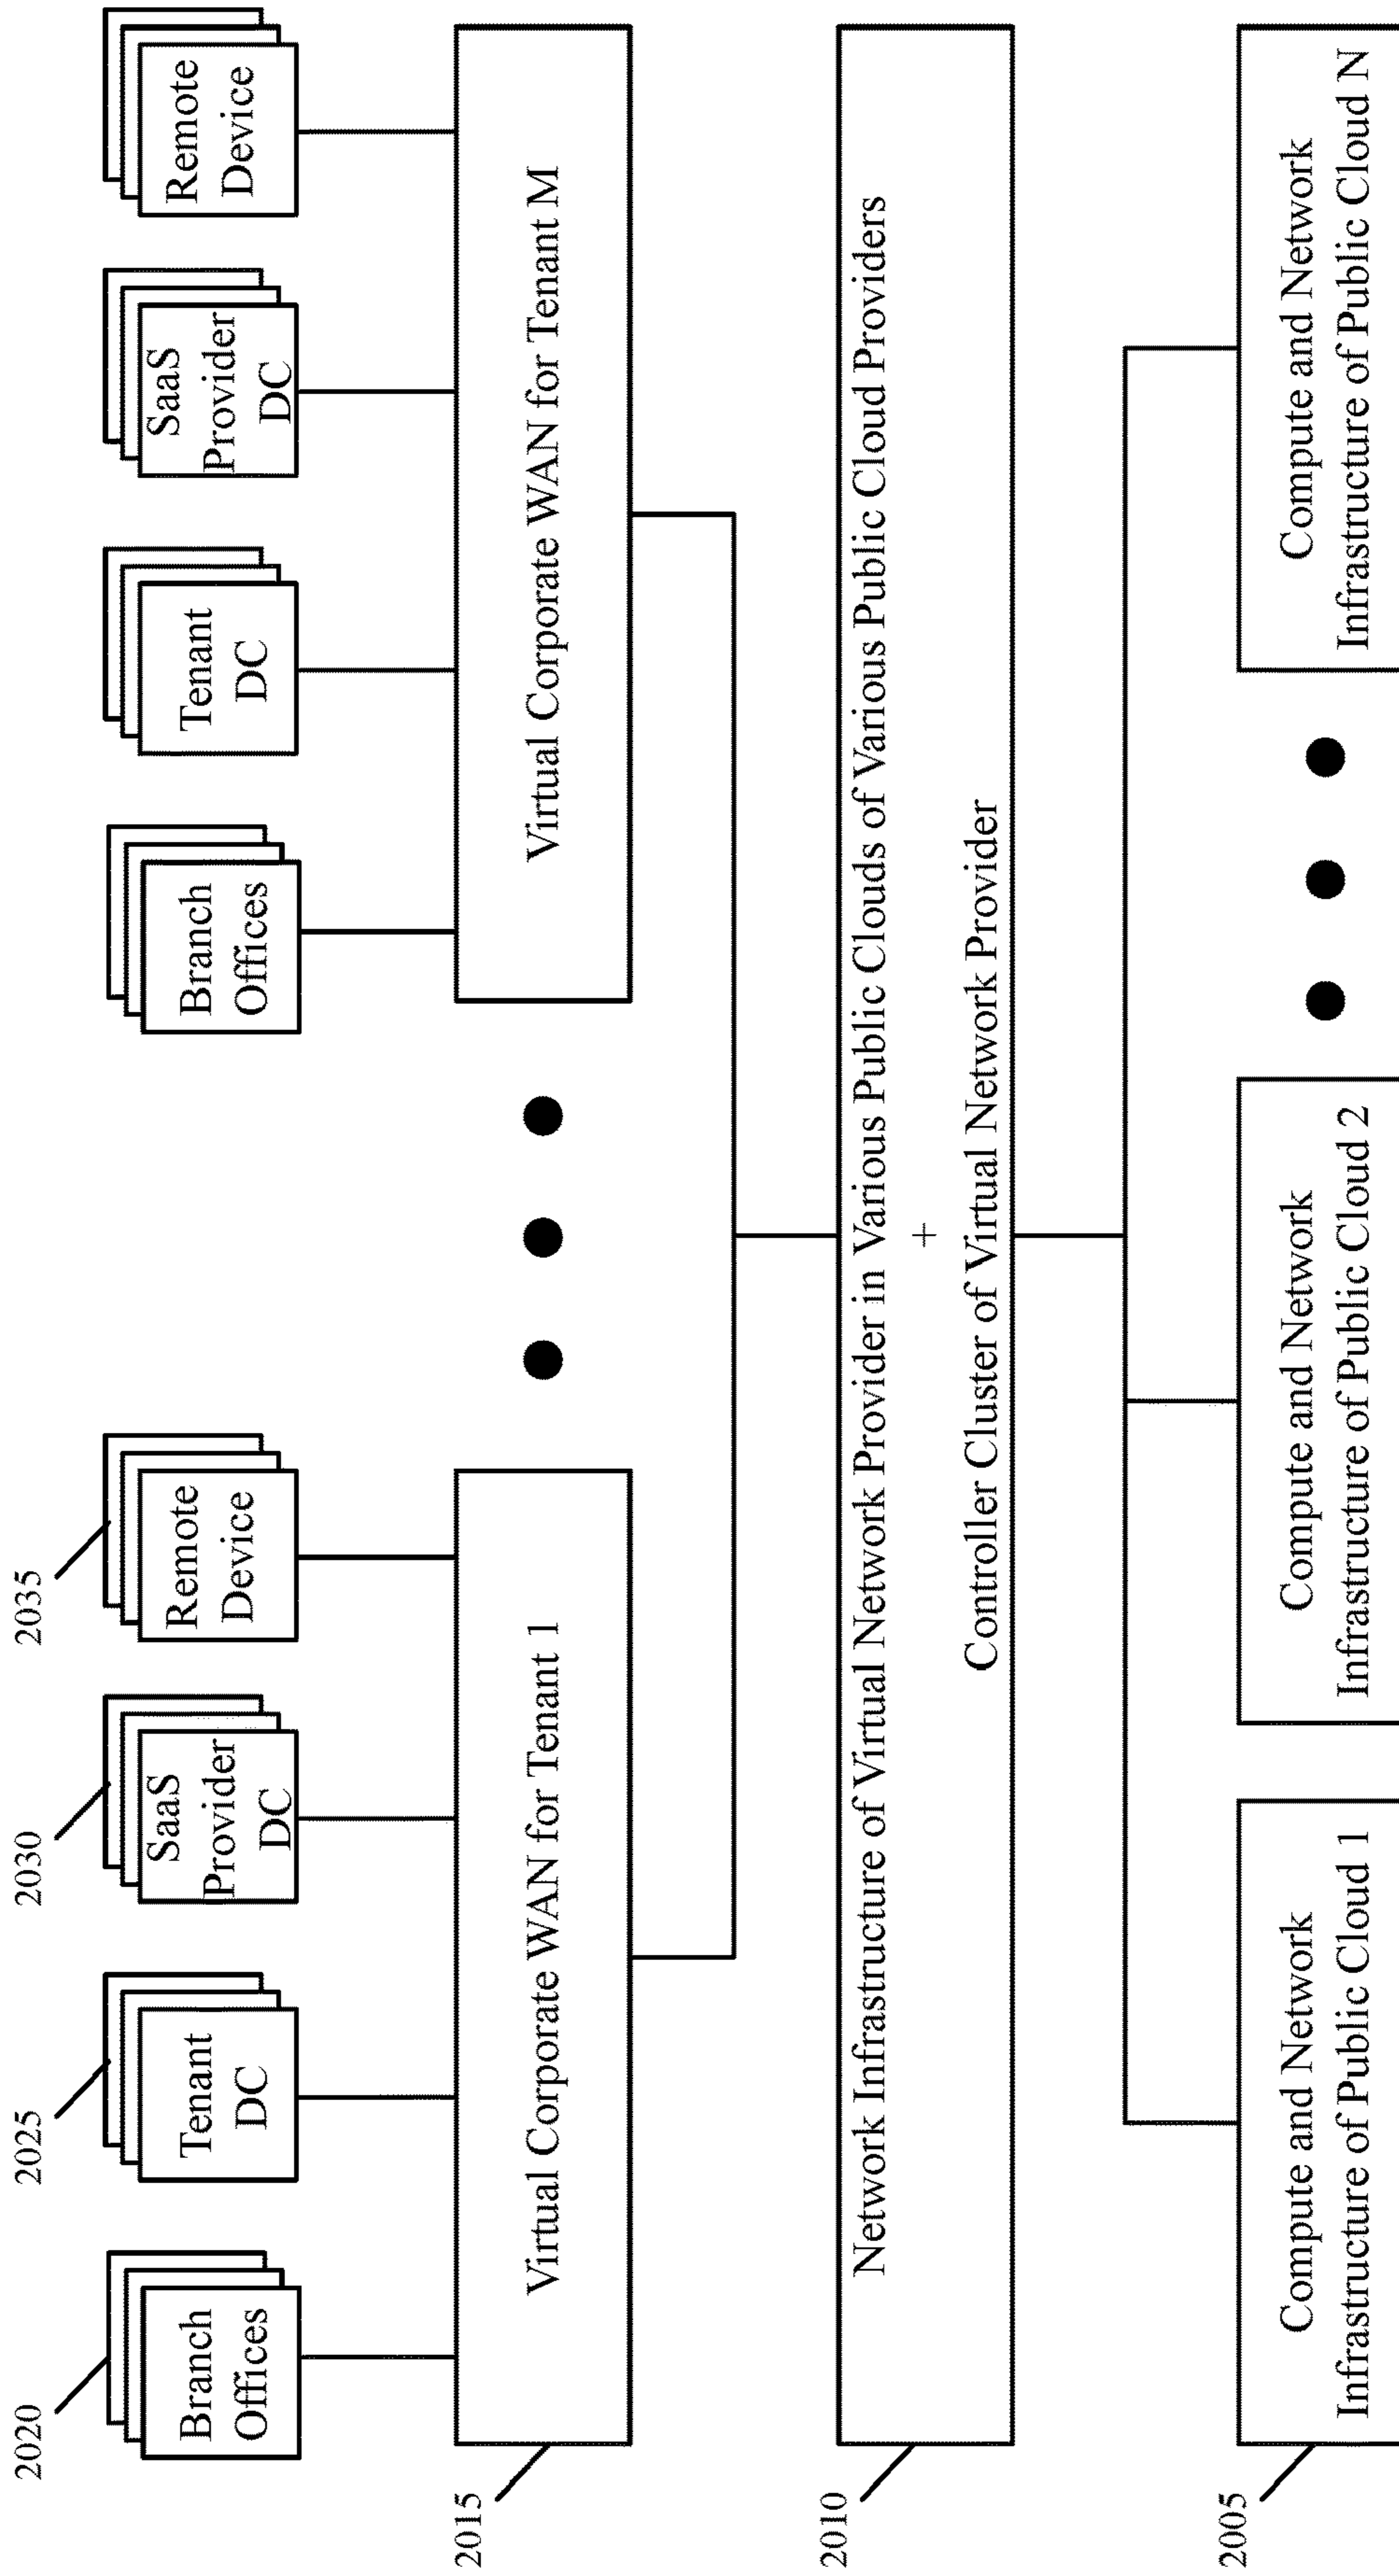 2020
2025
2030
2035
Branch
Offices
Tenant
DC
SaaS
Provider
DC
Remote
Device
Branch
Offices
Tenant
DC
SaaS
Provider
DC
Remote
Device
2015
Virtual Corporate WAN for Tenant 1
Virtual Corporate WAN for Tenant M
2010
Network Infrastructure of Virtual Network Provider in Various Public Clouds of Various Public Cloud Providers
+
Controller Cluster of Virtual Network Provider
2005
Compute and Network
Infrastructure of Public Cloud 1
Compute and Network
Infrastructure of Public Cloud 2
Compute and Network
Infrastructure of Public Cloud N